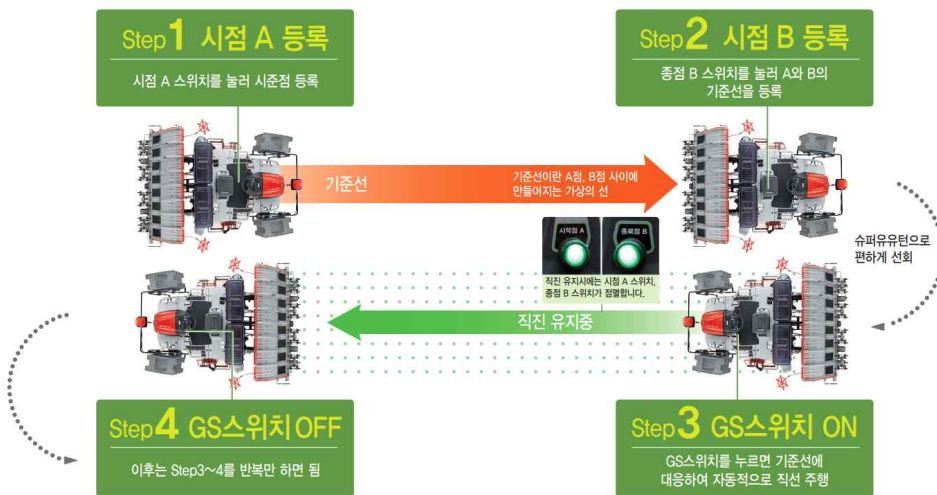 Step1 시점 A 등록
시점 A 스위치를 눌러 시준점 등록
Step2 시점 B 등록
종점 B 스위치를 눌러 A와 B의
기준선을 등록
기준선
기준선이란 A점, B점 사이에
만들어지는 가상의 선
시작점 A
종료점 B
직진 유지시에는 시점 A 스위치,
종점 B 스위치가 점멸합니다.
슈퍼유유턴으로
편하게 선회
직진 유지중
Step4 GS스위치 OFF
이후는 Step3~4를 반복만 하면 됨
Step3 GS스위치 ON
GS스위치를 누르면 기준선에
대응하여 자동적으로 직선 주행